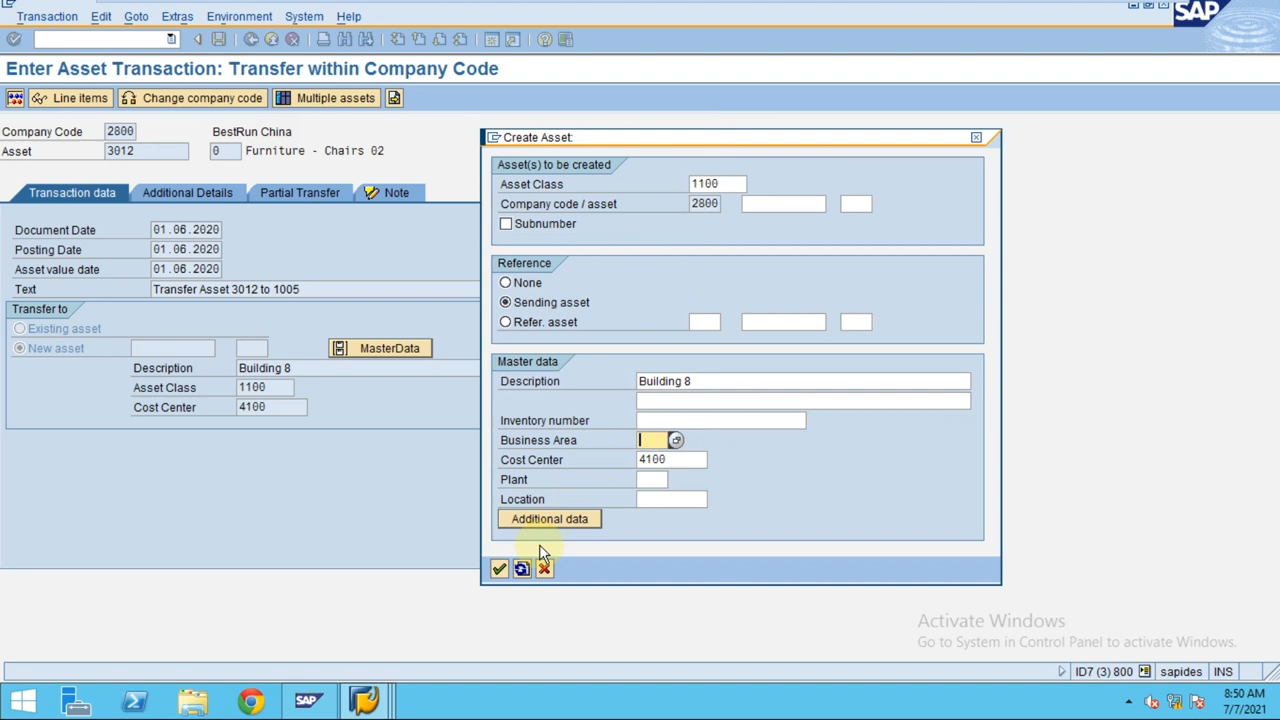 Transaction Edit Goto Extras Environment System Help
SAP
Enter Asset Transaction: Transfer within Company Code
Line items Change company code Multiple assets
Company Code 2800 BestRun China
Asset 3012 0 Furniture - Chairs 02
Transaction data Additional Details Partial Transfer Note
Document Date 01.06.2020
Posting Date 01.06.2020
Asset value date 01.06.2020
Text Transfer Asset 3012 to 1005
Transfer to
Existing asset
New asset MasterData
Description Building 8
Asset Class 1100
Cost Center 4100
Create Asset:
Asset(s) to be created
Asset Class 1100
Company code / asset 2800
Subnumber
Reference
None
Sending asset
Refer. asset
Master data
Description Building 8
Inventory number
Business Area
Cost Center 4100
Plant
Location
Additional data
Activate Windows
Go to System in Control Panel to activate Windows.
ID7 (3) 800 sapides INS
SAP
8:50 AM
7/7/2021